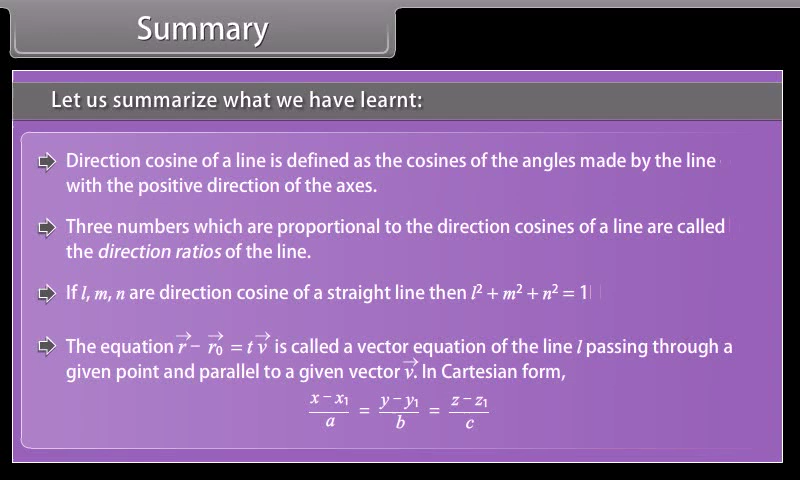 Summary
Let us summarize what we have learnt:
Direction cosine of a line is defined as the cosines of the angles made by the line
with the positive direction of the axes.
Three numbers which are proportional to the direction cosines of a line are called
the direction ratios of the line.
If l, m, n are direction cosine of a straight line then l² + m² + n² = 1
The equation r⃗ – r⃗₀ = t v⃗ is called a vector equation of the line l passing through a
given point and parallel to a given vector v⃗. In Cartesian form,
(x – x₁)/a = (y – y₁)/b = (z – z₁)/c